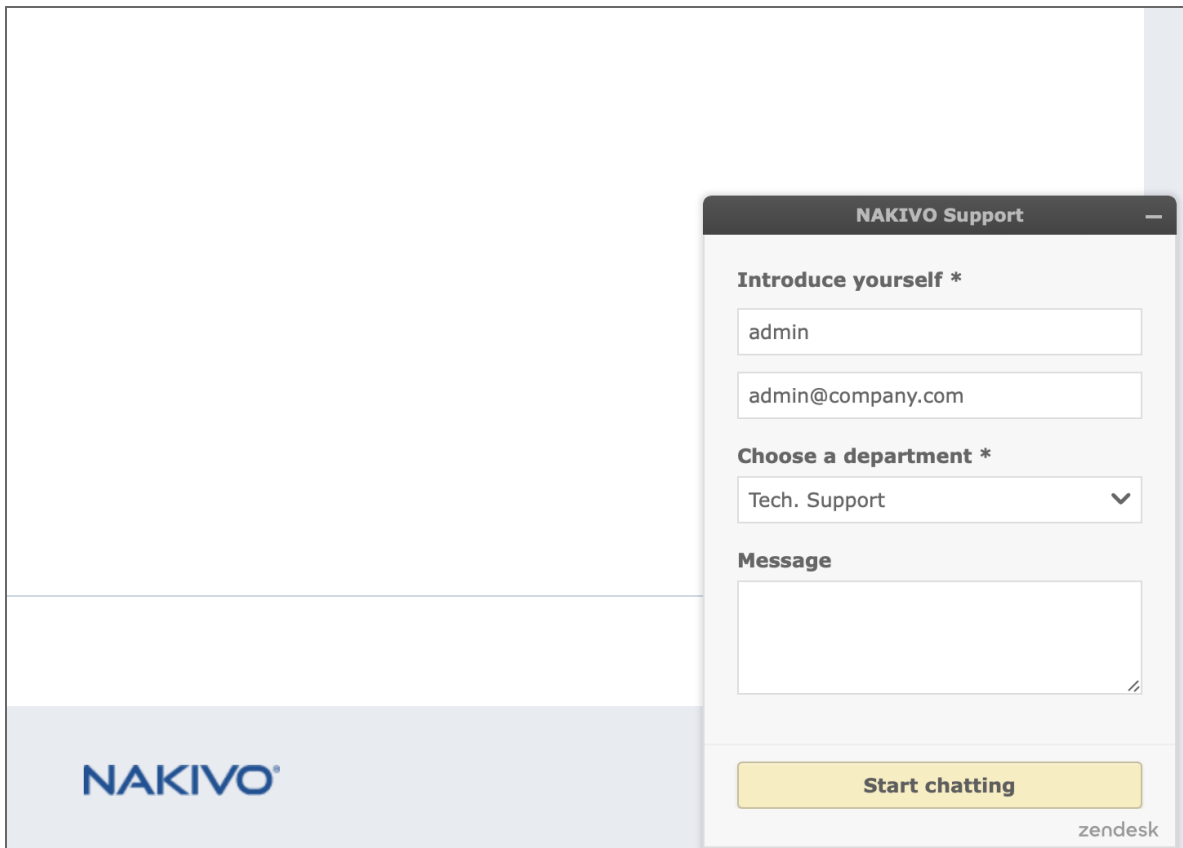 NAKIVO Support
Introduce yourself *
admin
admin@company.com
Choose a department *
Tech. Support
Message
Start chatting
zendesk
NAKIVO®